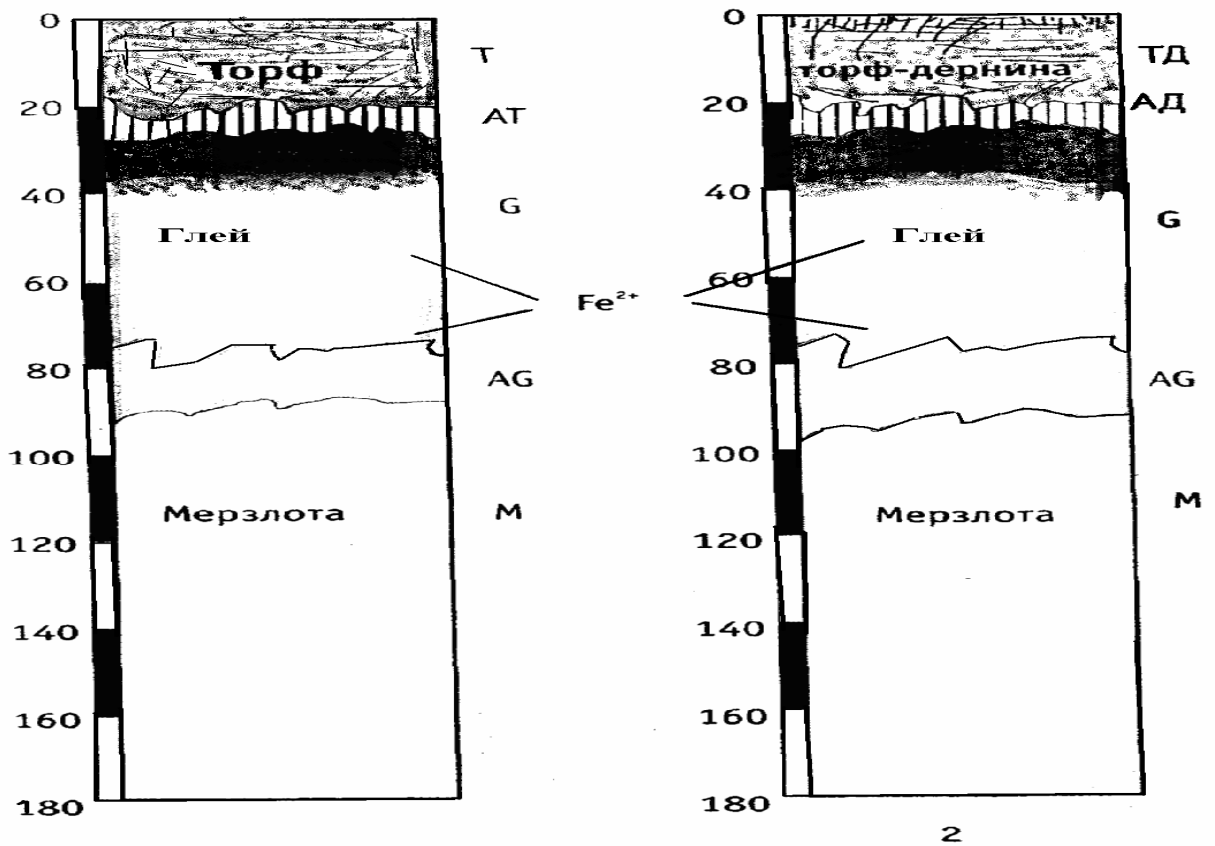 0
20
40
60
80
100
120
140
160
180
Торф
Глей
Мерзлота
Т
АТ
G
AG
М
Fe²⁺
0
20
40
60
80
100
120
140
160
180
торф-дернина
Глей
Мерзлота
ТД
АД
G
AG
М
2